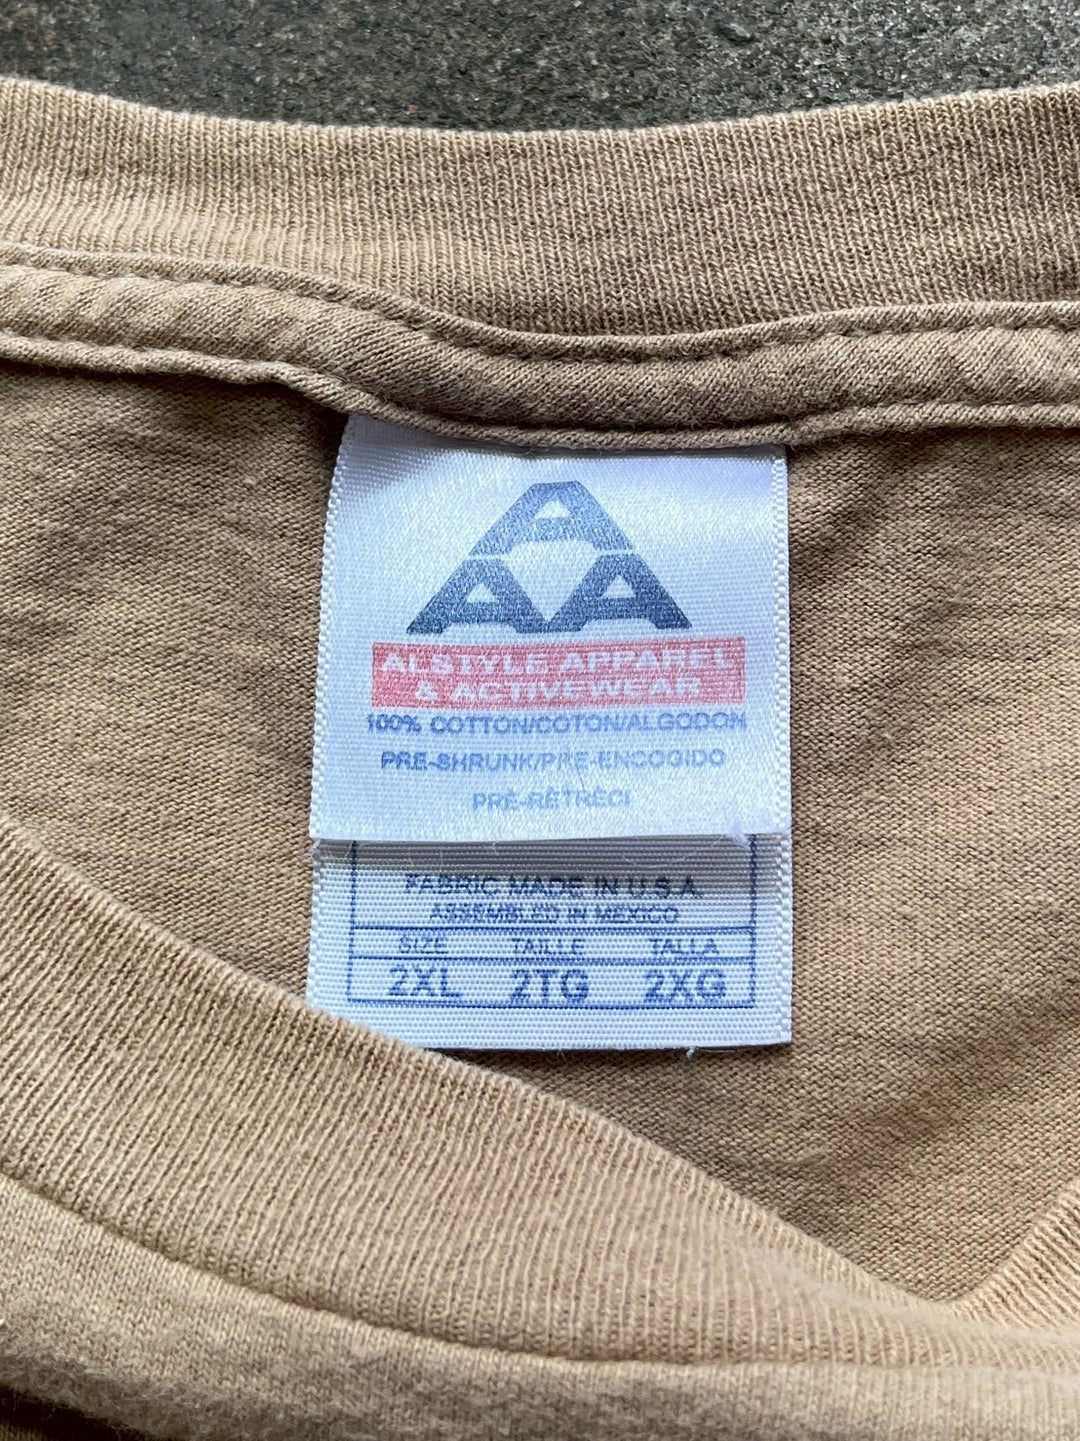 A
A A
ALSTYLE APPAREL
& ACTIVEWEAR
100% COTTON/COTON/ALGODON
PRE-SHRUNK/PRE-ENCOGIDO
PRÉ-RÉTRÉCI
FABRIC MADE IN U.S.A.
ASSEMBLED IN MEXICO
SIZE TAILLE TALLA
2XL 2TG 2XG